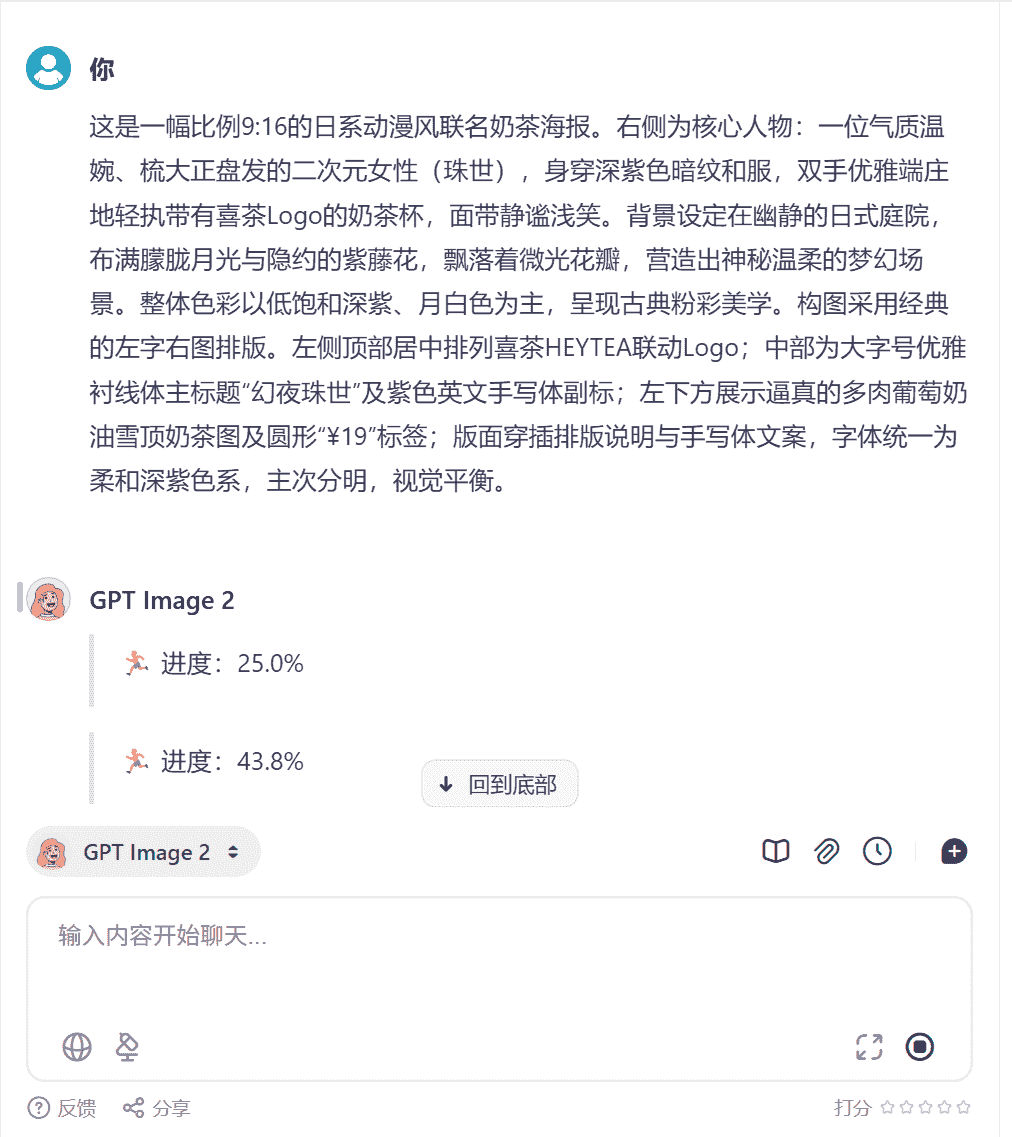 你
这是一幅比例9:16的日系动漫风联名奶茶海报。右侧为核心人物：一位气质温
婉、梳大正盘发的二次元女性（珠世），身穿深紫色暗纹和服，双手优雅端庄
地轻执带有喜茶Logo的奶茶杯，面带静谧浅笑。背景设定在幽静的日式庭院，
布满朦胧月光与隐约的紫藤花，飘落着微光花瓣，营造出神秘温柔的梦幻场
景。整体色彩以低饱和深紫、月白色为主，呈现古典粉彩美学。构图采用经典
的左字右图排版。左侧顶部居中排列喜茶HEYTEA联动Logo；中部为大字号优雅
衬线体主标题“幻夜珠世”及紫色英文手写体副标；左下方展示逼真的多肉葡萄奶
油雪顶奶茶图及圆形“¥19”标签；版面穿插排版说明与手写体文案，字体统一为
柔和深紫色系，主次分明，视觉平衡。
GPT Image 2
进度：25.0%
进度：43.8%
回到底部
GPT Image 2
输入内容开始聊天...
反馈 分享 打分